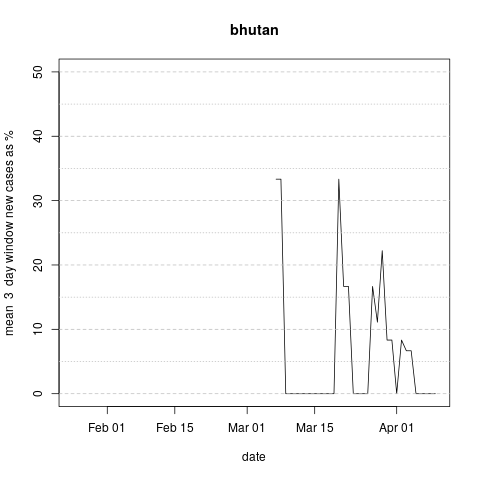 bhutan
mean  3  day window new cases as %
50
40
30
20
10
0
Feb 01
Feb 15
Mar 01
Mar 15
Apr 01
date